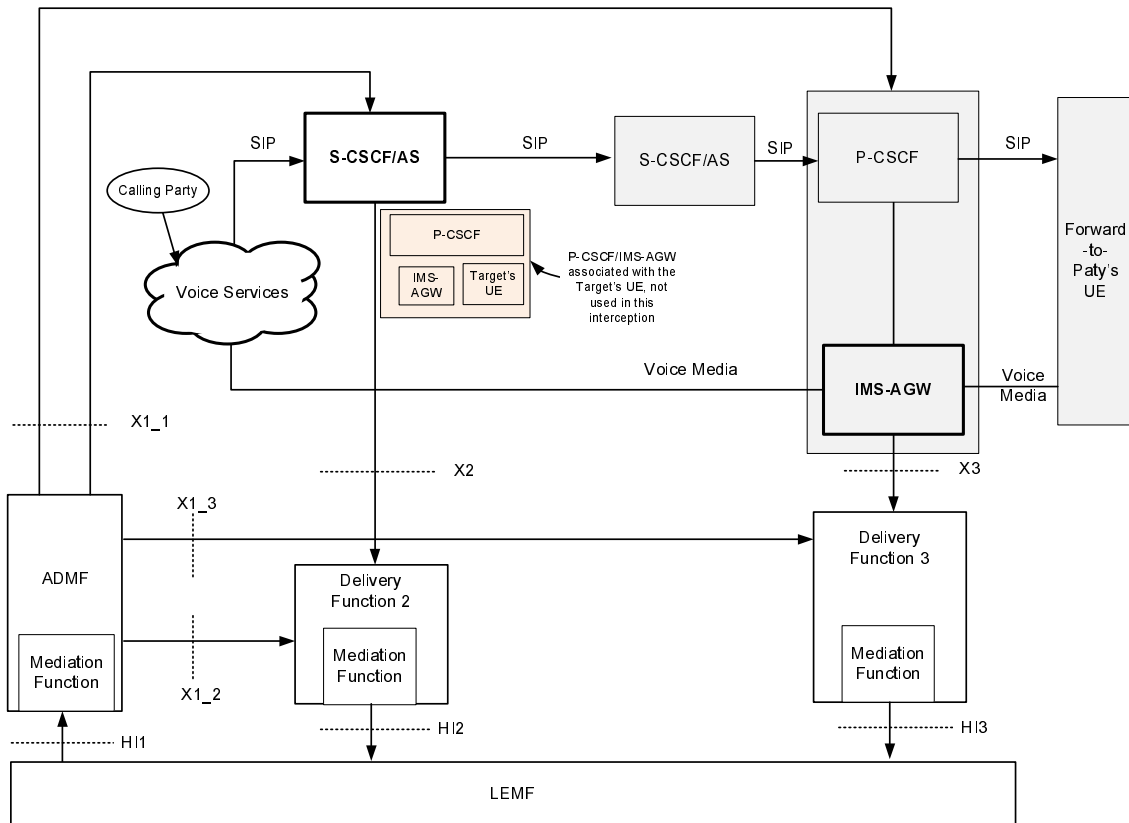 SIP
S-CSCF/AS
SIP
S-CSCF/AS
SIP
P-CSCF
SIP
Calling Party
Voice Services
P-CSCF
IMS-
AGW
Target's
UE
P-CSCF/IMS-AGW
associated with the
Target's UE, not
used in this
interception
Forward
-to-
Paty's
UE
Voice Media
IMS-AGW
Voice
Media
X1_1
X2
X3
X1_3
ADMF
Mediation
Function
X1_2
Delivery
Function 2
Mediation
Function
Delivery
Function 3
Mediation
Function
HI1
HI2
HI3
LEMF